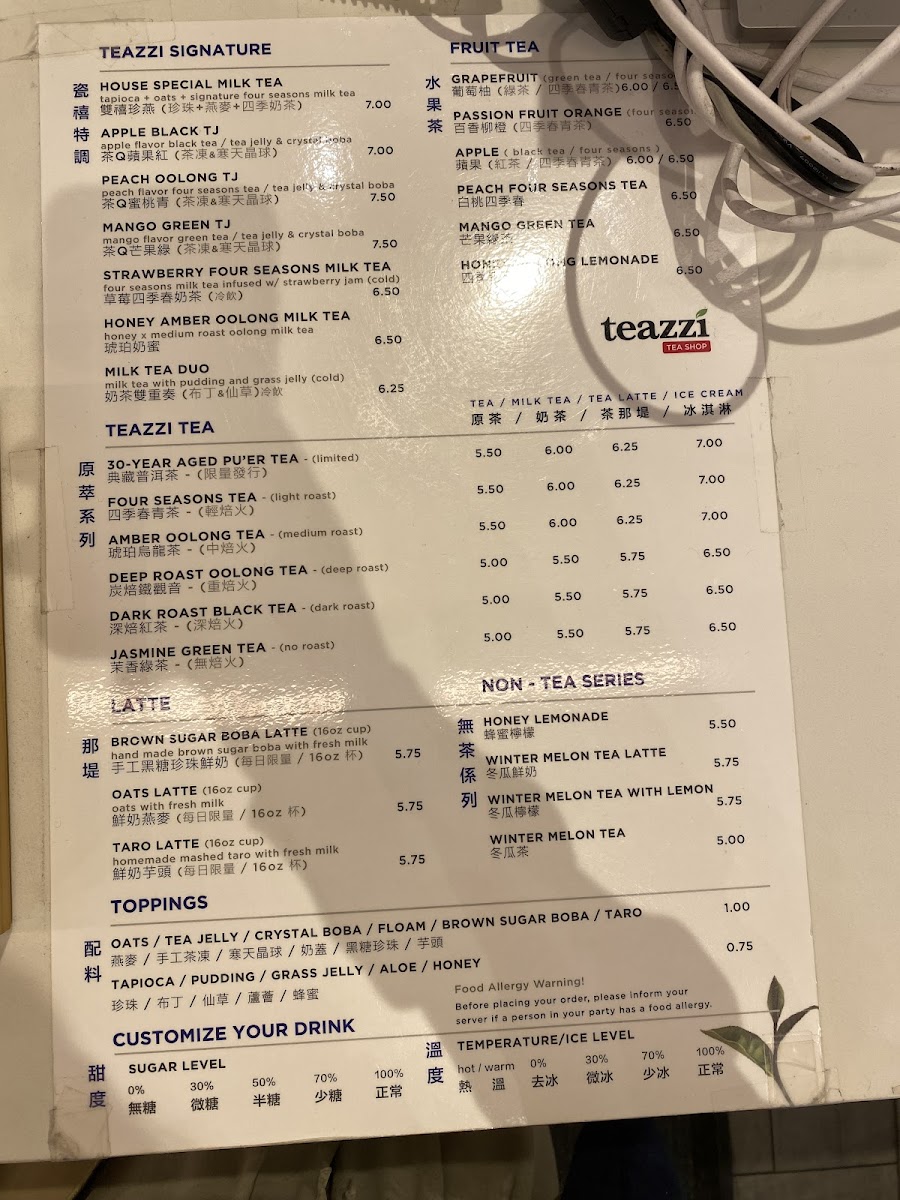 TEAZZI SIGNATURE
瓷禧特調
HOUSE SPECIAL MILK TEA
tapioca + oats + signature four seasons milk tea
雙禧珍燕 (珍珠+燕麥+四季奶茶) 7.00
APPLE BLACK TJ
apple flavor black tea / tea jelly & crystal boba
茶Q蘋果紅 (茶凍&寒天晶球) 7.00
PEACH OOLONG TJ
peach flavor four seasons tea / tea jelly & crystal boba
茶Q蜜桃青 (茶凍&寒天晶球) 7.50
MANGO GREEN TJ
mango flavor green tea / tea jelly & crystal boba
茶Q芒果綠 (茶凍&寒天晶球) 7.50
STRAWBERRY FOUR SEASONS MILK TEA
four seasons milk tea infused w/ strawberry jam (cold)
草莓四季春奶茶 (冷飲) 6.50
HONEY AMBER OOLONG MILK TEA
honey x medium roast oolong milk tea 6.50
琥珀奶蜜
MILK TEA DUO
milk tea with pudding and grass jelly (cold)
奶茶雙重奏 (布丁&仙草)冷飲 6.25
FRUIT TEA
水果茶
GRAPEFRUIT (green tea / four
葡萄柚 (綠茶 / 四季春青茶) 6.00 /
PASSION FRUIT ORANGE (four
百香柳橙 (四季春青茶) 6.50
APPLE ( black tea / four seasons )
蘋果 (紅茶 / 四季春青茶) 6.00 / 6.50
PEACH FOUR SEASONS TEA
白桃四季春 6.50
MANGO GREEN TEA
芒果綠茶 6.50
LEMONADE
四季 6.50
teazzi
TEA SHOP
TEAZZI TEA
原萃系列
TEA / MILK TEA / TEA LATTE / ICE CREAM
原茶 / 奶茶 / 茶那堤 / 冰淇淋
30-YEAR AGED PU'ER TEA - (limited) 5.50 6.00 6.25 7.00
典藏普洱茶 - (限量發行)
FOUR SEASONS TEA - (light roast) 5.50 6.00 6.25 7.00
四季春青茶 - (輕焙火)
AMBER OOLONG TEA - (medium roast) 5.50 6.00 6.25 7.00
琥珀烏龍茶 - (中焙火)
DEEP ROAST OOLONG TEA - (deep roast) 5.00 5.50 5.75 6.50
炭焙鐵觀音 - (重焙火)
DARK ROAST BLACK TEA - (dark roast) 5.00 5.50 5.75 6.50
深焙紅茶 - (深焙火)
JASMINE GREEN TEA - (no roast) 5.00 5.50 5.75 6.50
茉香綠茶 - (無焙火)
LATTE
那堤
BROWN SUGAR BOBA LATTE (16oz cup)
hand made brown sugar boba with fresh milk
手工黑糖珍珠鮮奶 (每日限量 / 16oz 杯) 5.75
OATS LATTE (16oz cup)
oats with fresh milk
鮮奶燕麥 (每日限量 / 16oz 杯) 5.75
TARO LATTE (16oz cup)
homemade mashed taro with fresh milk
鮮奶芋頭 (每日限量 / 16oz 杯) 5.75
NON - TEA SERIES
無茶係列
HONEY LEMONADE
蜂蜜檸檬 5.50
WINTER MELON TEA LATTE
冬瓜鮮奶 5.75
WINTER MELON TEA WITH LEMON
冬瓜檸檬 5.75
WINTER MELON TEA
冬瓜茶 5.00
TOPPINGS
配料
OATS / TEA JELLY / CRYSTAL BOBA / FLOAM / BROWN SUGAR BOBA / TARO 1.00
燕麥 / 手工茶凍 / 寒天晶球 / 奶蓋 / 黑糖珍珠 / 芋頭
TAPIOCA / PUDDING / GRASS JELLY / ALOE / HONEY 0.75
珍珠 / 布丁 / 仙草 / 蘆薈 / 蜂蜜
Food Allergy Warning!
Before placing your order, please inform your
server if a person in your party has a food allergy.
CUSTOMIZE YOUR DRINK
甜度
SUGAR LEVEL
0% 30% 50% 70% 100%
無糖 微糖 半糖 少糖 正常
溫度
TEMPERATURE/ICE LEVEL
hot / warm 0% 30% 70% 100%
熱 溫 去冰 微冰 少冰 正常